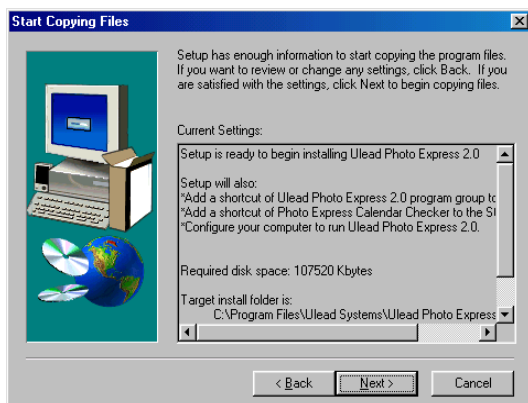 Start Copying Files
Setup has enough information to start copying the program files.
If you want to review or change any settings, click Back. If you
are satisfied with the settings, click Next to begin copying files.
Current Settings:
Setup is ready to begin installing Ulead Photo Express 2.0
Setup will also:
*Add a shortcut of Ulead Photo Express 2.0 program group to
*Add a shortcut of Photo Express Calendar Checker to the
*Configure your computer to run Ulead Photo Express 2.0.
Required disk space: 107520 Kbytes
Target install folder is:
C:\Program Files\Ulead Systems\Ulead Photo Express
< Back
Next >
Cancel